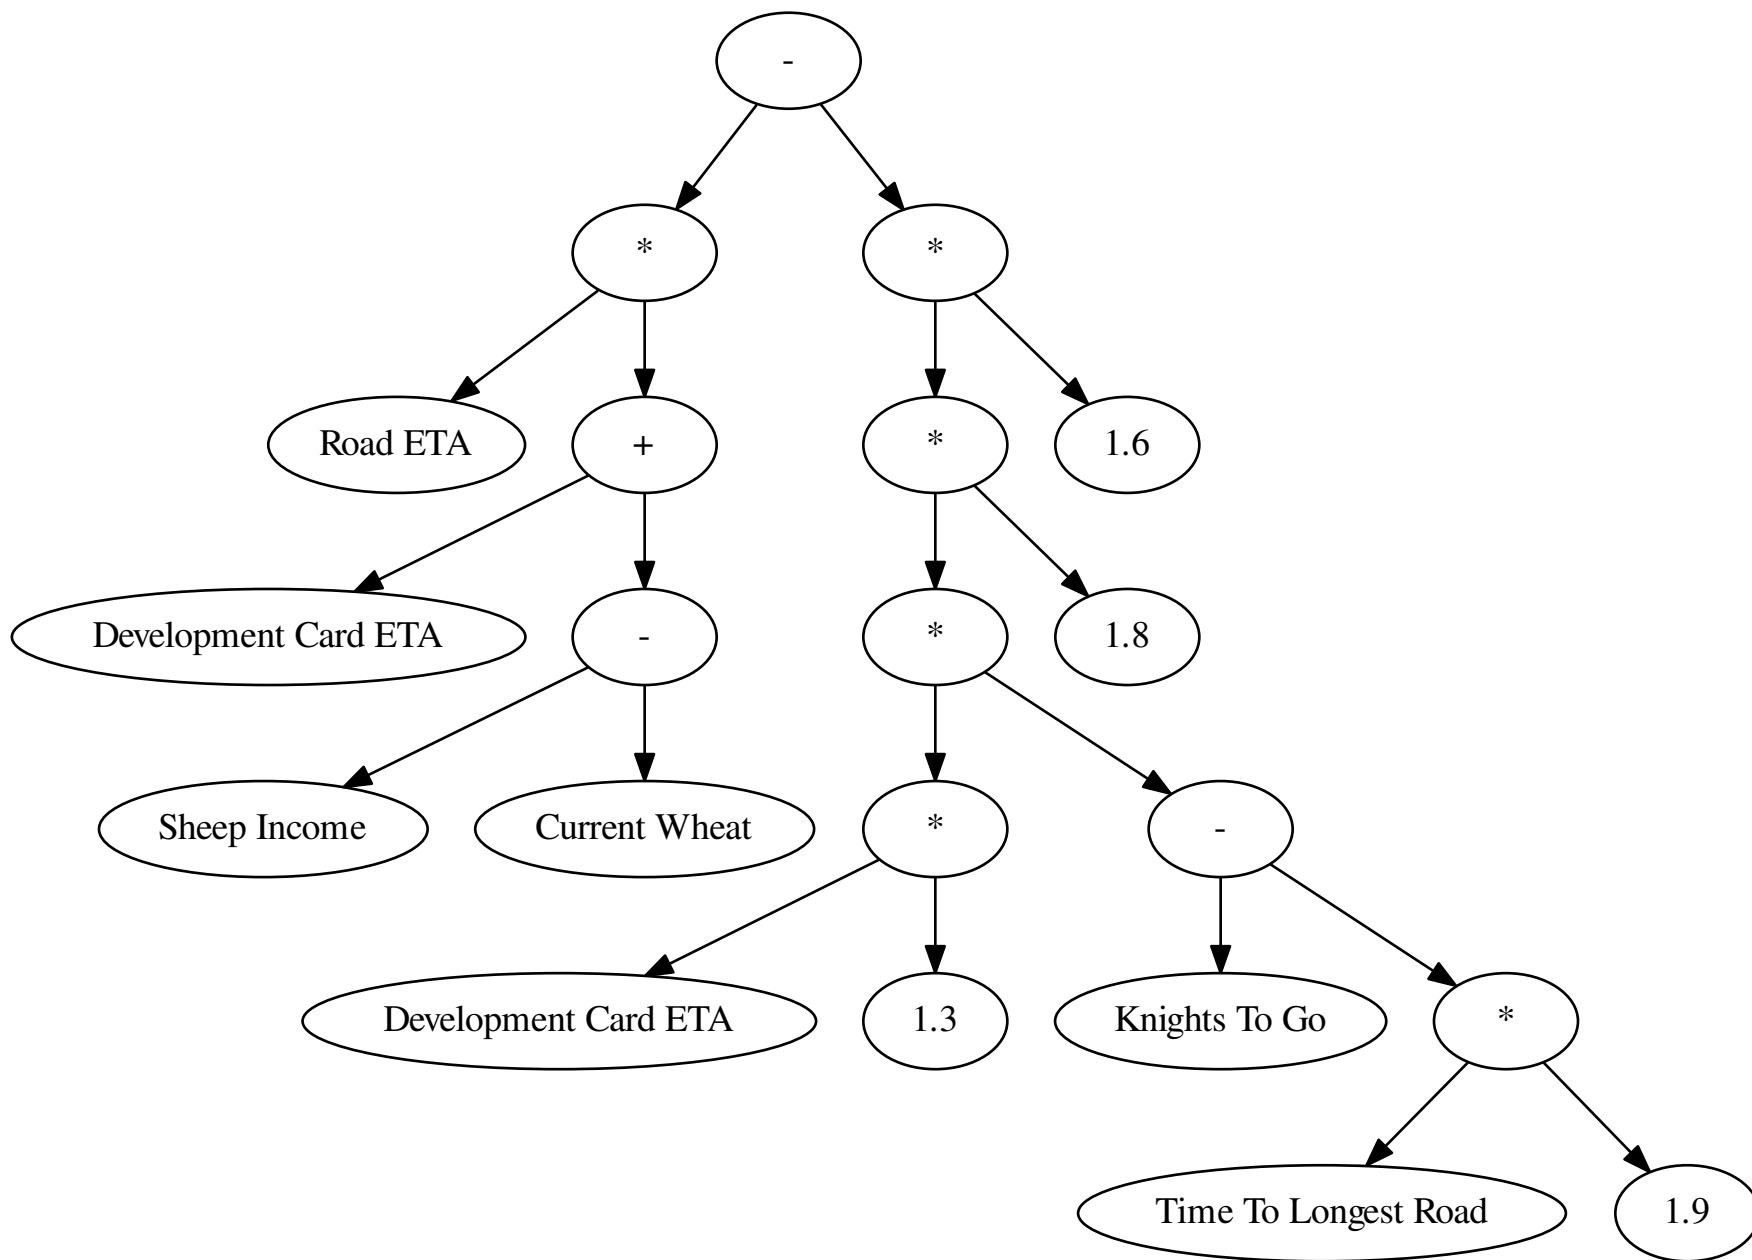 -
*
*
Road ETA
+
*
1.6
Development Card ETA
-
*
1.8
Sheep Income
Current Wheat
*
-
Development Card ETA
1.3
Knights To Go
*
Time To Longest Road
1.9